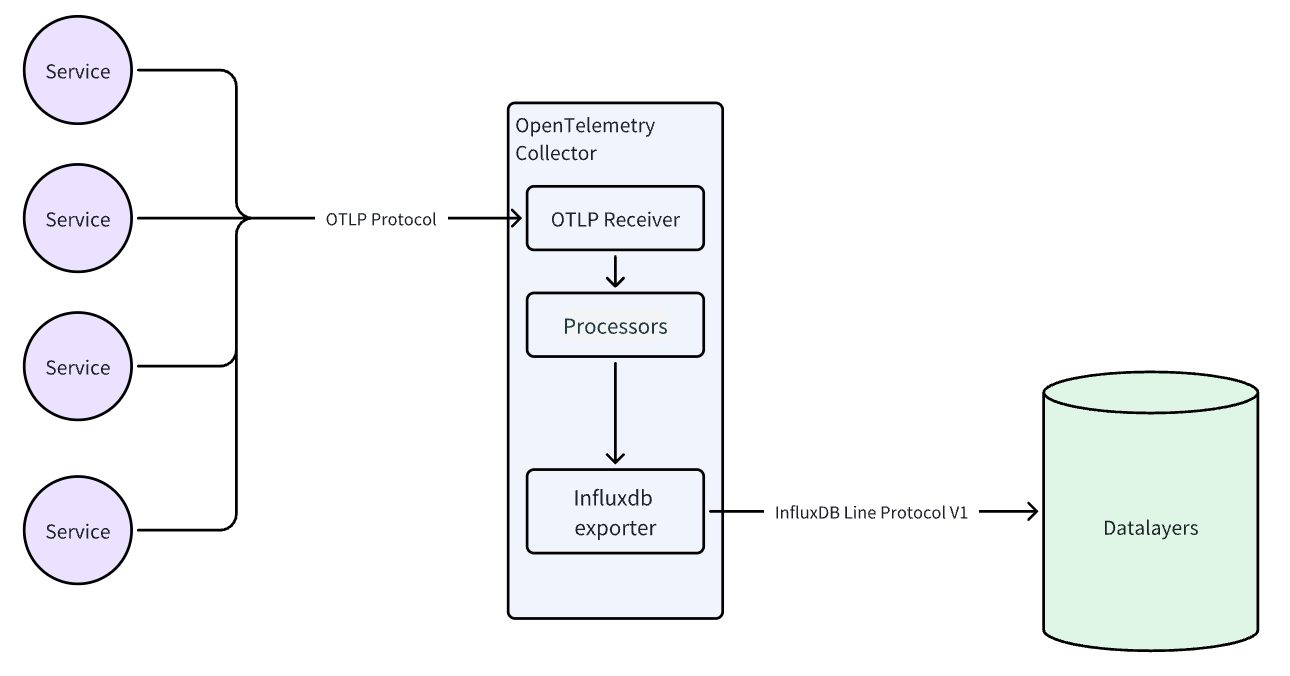 Service
Service
Service
Service
OTLP Protocol
OpenTelemetry
Collector
OTLP Receiver
Processors
Influxdb
exporter
InfluxDB Line Protocol V1
Datalayers